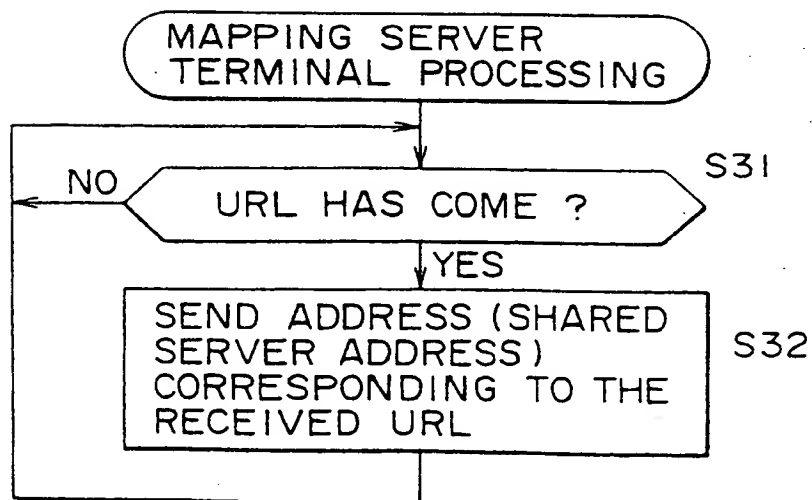 MAPPING SERVER
TERMINAL PROCESSING
S31
NO
URL HAS COME ?
YES
SEND ADDRESS (SHARED
SERVER ADDRESS)
CORRESPONDING TO THE
RECEIVED URL
S32